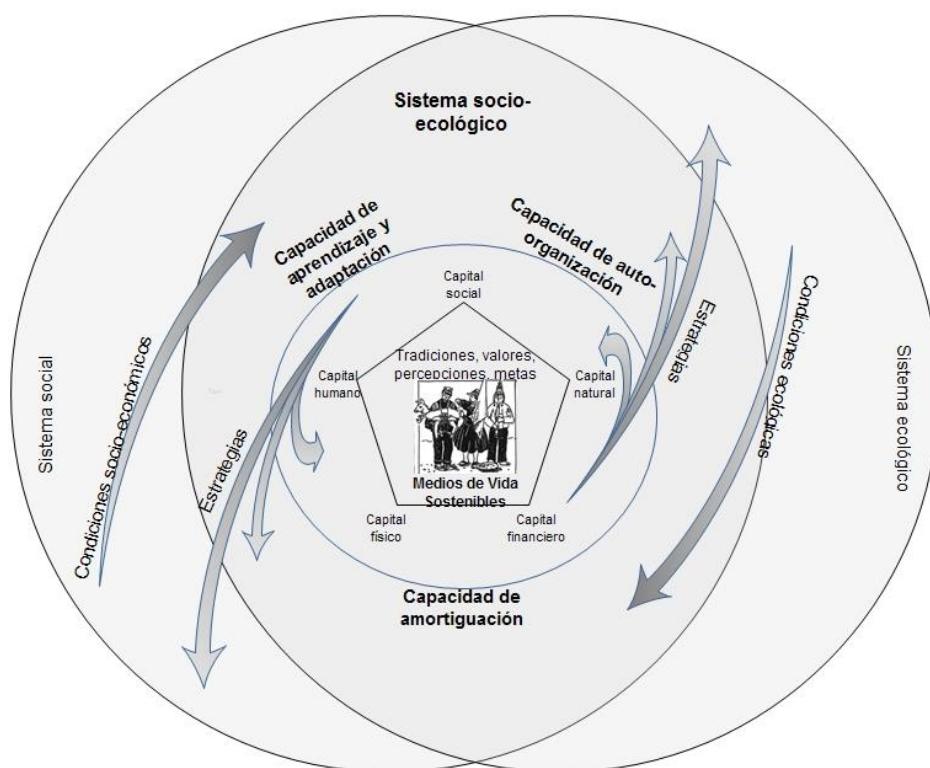 Sistema socio-
ecológico
Capacidad de
aprendizaje y
adaptación
Capacidad de auto-
organización
Capital
social
Sistema social
Condiciones socio-económicos
Estrategias
Capital
humano
Tradiciones, valores,
percepciones, metas
Capital
natural
Estrategias
Condiciones ecológicas
Sistema ecológico
Medios de Vida
Sostenibles
Capital
físico
Capital
financiero
Capacidad de
amortiguación